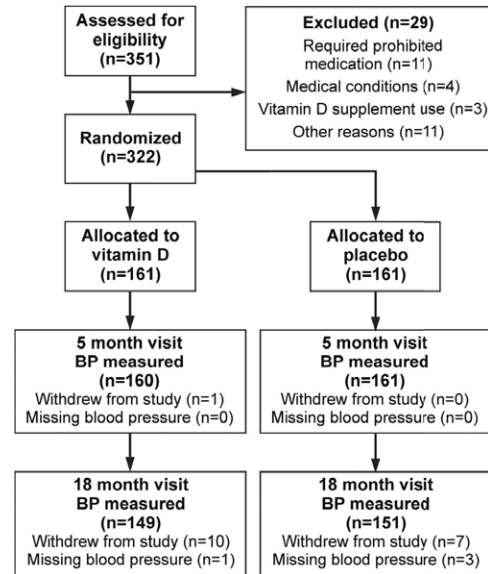 Assessed for
eligibility
(n=351)
Excluded (n=29)
Required prohibited
medication (n=11)
Medical conditions (n=4)
Vitamin D supplement use (n=3)
Other reasons (n=11)
Randomized
(n=322)
Allocated to
vitamin D
(n=161)
Allocated to
placebo
(n=161)
5 month visit
BP measured
(n=160)
Withdrew from study (n=1)
Missing blood pressure (n=0)
5 month visit
BP measured
(n=161)
Withdrew from study (n=0)
Missing blood pressure (n=0)
18 month visit
BP measured
(n=149)
Withdrew from study (n=10)
Missing blood pressure (n=1)
18 month visit
BP measured
(n=151)
Withdrew from study (n=7)
Missing blood pressure (n=3)